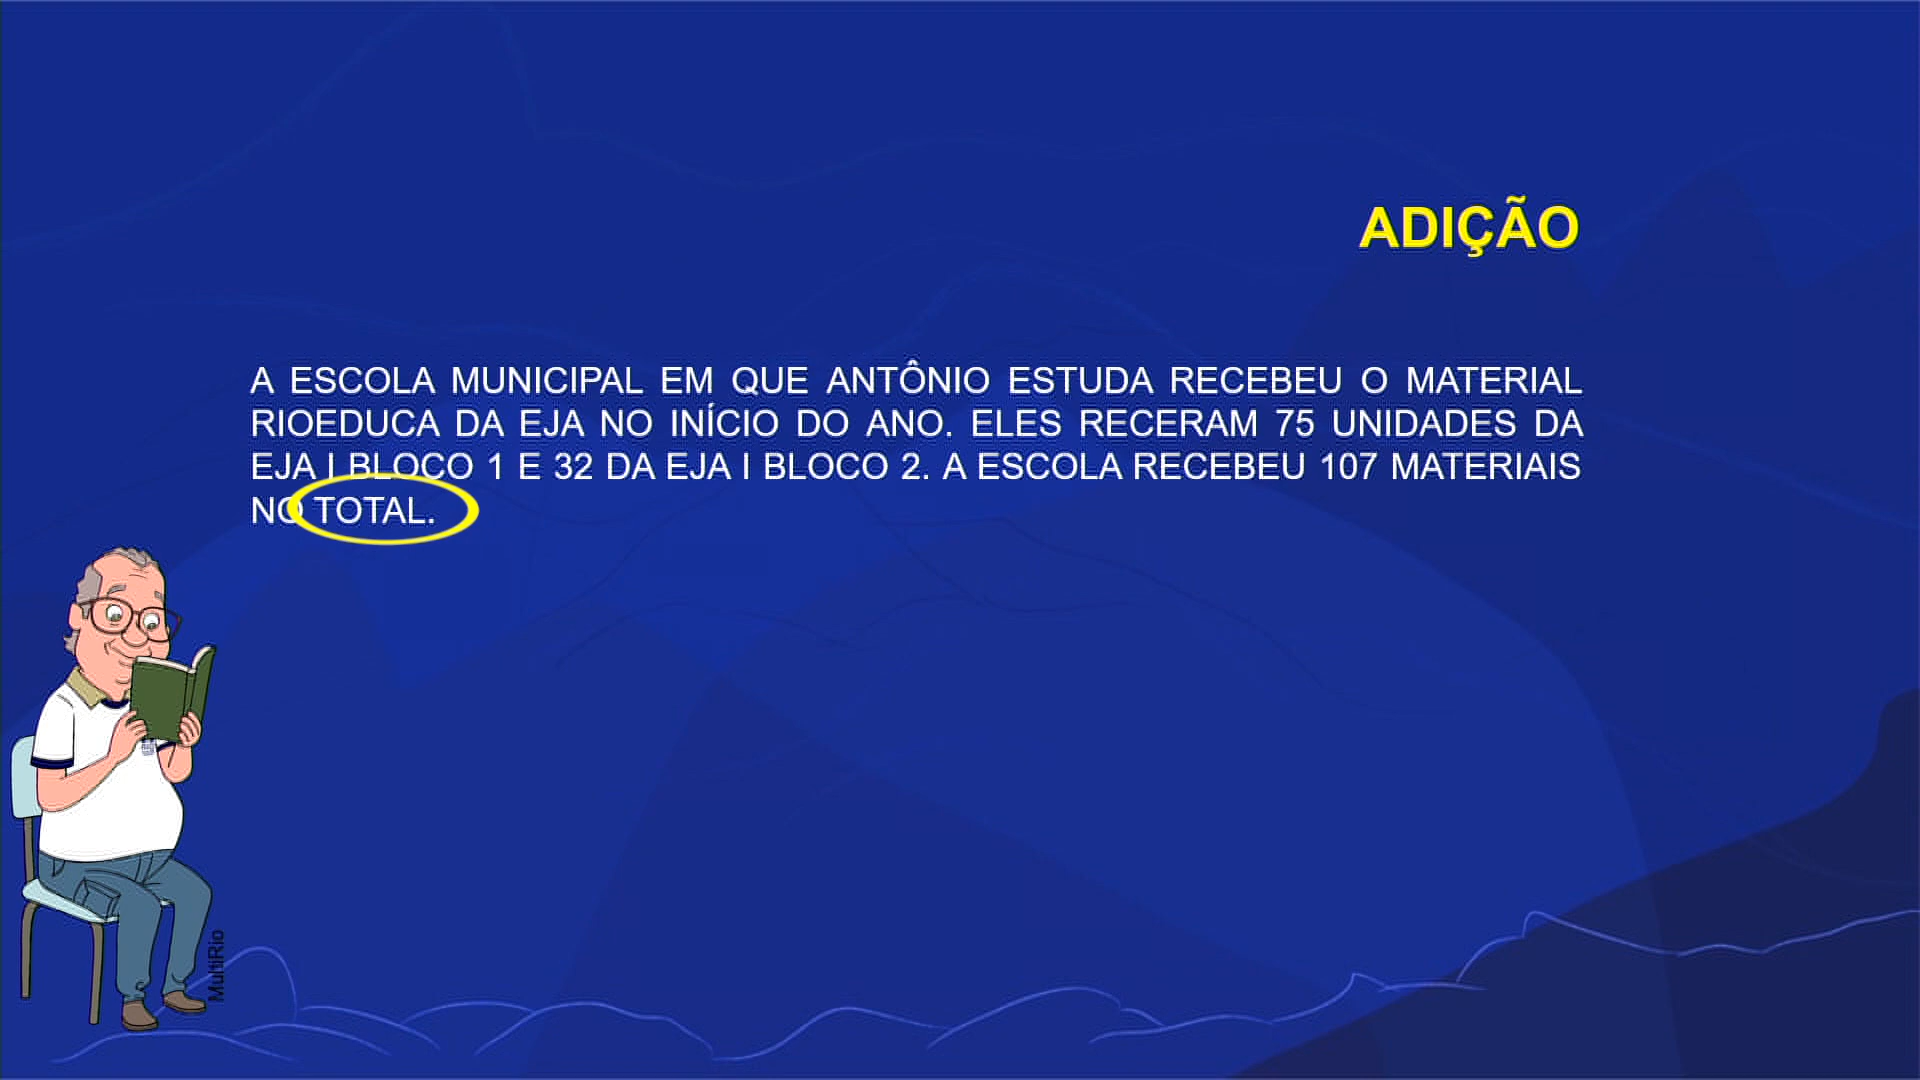 ADIÇÃO
A ESCOLA MUNICIPAL EM QUE ANTÔNIO ESTUDA RECEBEU O MATERIAL
RIOEDUCA DA EJA NO INÍCIO DO ANO. ELES RECERAM 75 UNIDADES DA
EJA I BLOCO 1 E 32 DA EJA I BLOCO 2. A ESCOLA RECEBEU 107 MATERIAIS
NO TOTAL.
MultiRio